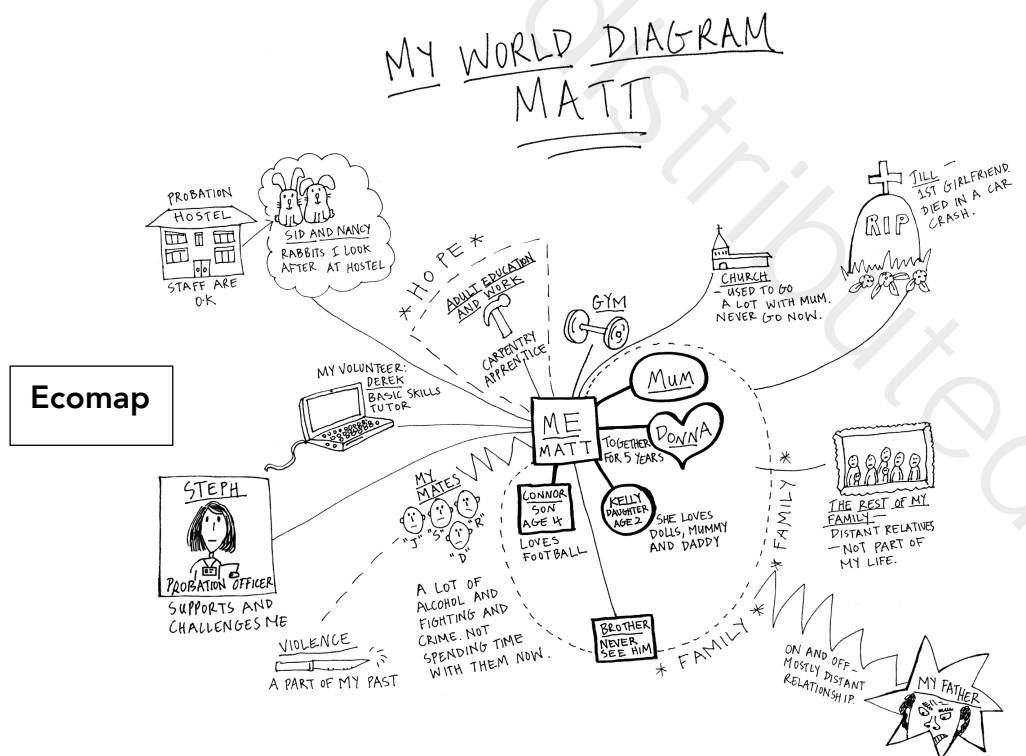 MY WORLD DIAGRAM
MATT
PROBATION
HOSTEL
STAFF ARE
O·K
SID AND NANCY
RABBITS I LOOK
AFTER AT HOSTEL
* HOPE *
ADULT EDUCATION
AND WORK
CARPENTRY
APPRENTICE
GYM
CHURCH
- USED TO GO
A LOT WITH MUM.
NEVER GO NOW.
RIP
JILL -
1ST GIRLFRIEND.
DIED IN A CAR
CRASH.
Ecomap
MY VOLUNTEER:
DEREK
BASIC SKILLS
TUTOR
ME
MATT
MUM
DONNA
TOGETHER
FOR 5 YEARS
CONNOR
SON
AGE 4
LOVES
FOOTBALL
KELLY
DAUGHTER
AGE 2
SHE LOVES
DOLLS, MUMMY
AND DADDY
MY
MATES
"J"
"S"
"D"
"R"
A LOT OF
ALCOHOL AND
FIGHTING AND
CRIME. NOT
SPENDING TIME
WITH THEM NOW.
STEPH
PROBATION OFFICER
SUPPORTS AND
CHALLENGES ME
VIOLENCE
A PART OF MY PAST
BROTHER
NEVER
SEE HIM
* FAMILY * FAMILY *
THE REST OF MY
FAMILY -
DISTANT RELATIVES
- NOT PART OF
MY LIFE.
ON AND OFF -
MOSTLY DISTANT
RELATIONSHIP.
MY FATHER
distributed